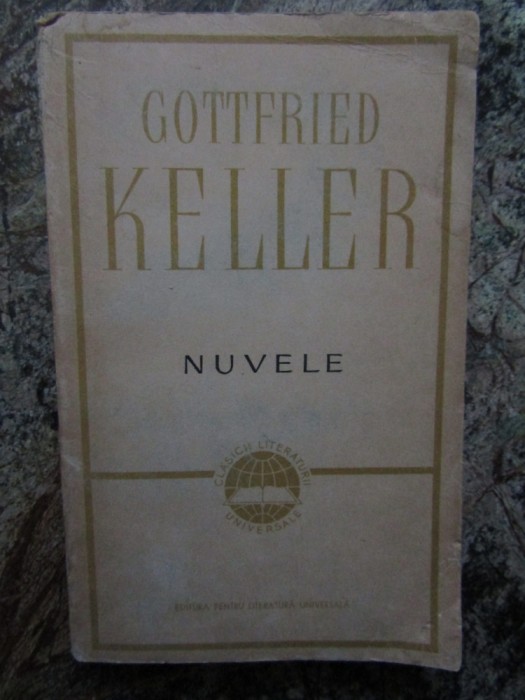 GOTTFRIED
KELLER
NUVELE
CLASICII LITERATURII
UNIVERSALE
EDITURA PENTRU LITERATURĂ UNIVERSALĂ